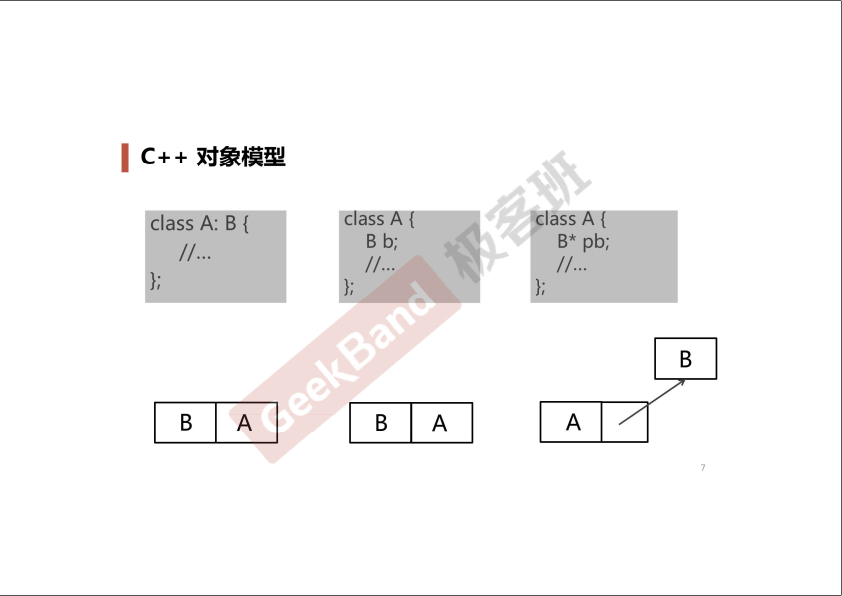 C++ 对象模型
class A: B {
//...
};
class A {
B b;
//...
};
class A {
B* pb;
//...
};
GeekBand 极客班
B
B A
B A
A
7